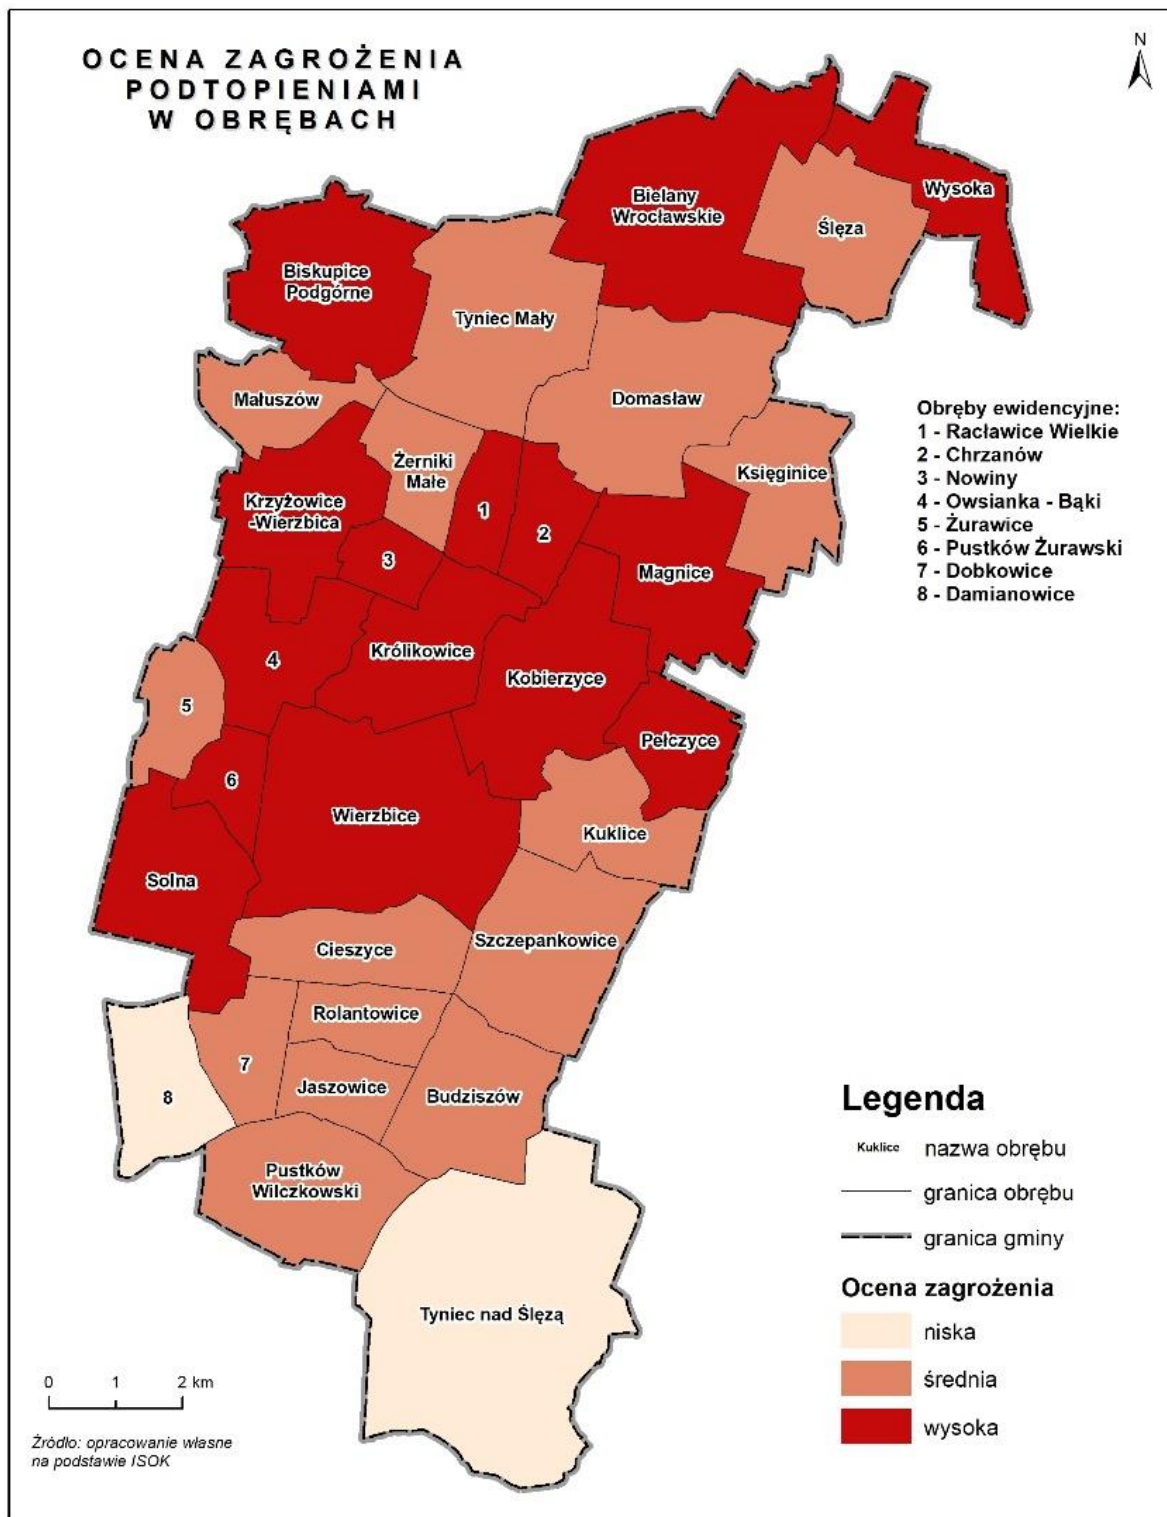 OCENA ZAGROŻENIA
PODTOPIENIAMI
W OBRĘBACH
N
Wysoka
Bielany
Wrocławskie
Ślęza
Biskupice
Podgórne
Tyniec Mały
Małuszów
Domasław
Obręby ewidencyjne:
1 - Racławice Wielkie
2 - Chrzanów
3 - Nowiny
4 - Owsianka - Bąki
5 - Żurawice
6 - Pustków Żurawski
7 - Dobkowice
8 - Damianowice
Księginice
Żerniki
Małe
Krzyżowice
-Wierzbica
1
2
3
Magnice
4
Królikowice
Kobierzyce
5
Pełczyce
6
Wierzbice
Kuklice
Solna
Szczepankowice
Cieszyce
Rolantowice
7
Jaszowice
8
Budziszów
Pustków
Wilczkowski
Tyniec nad Ślęzą
Legenda
Kuklice nazwa obrębu
granica obrębu
granica gminy
Ocena zagrożenia
niska
średnia
wysoka
0 1 2 km
Źródło: opracowanie własne
na podstawie ISOK